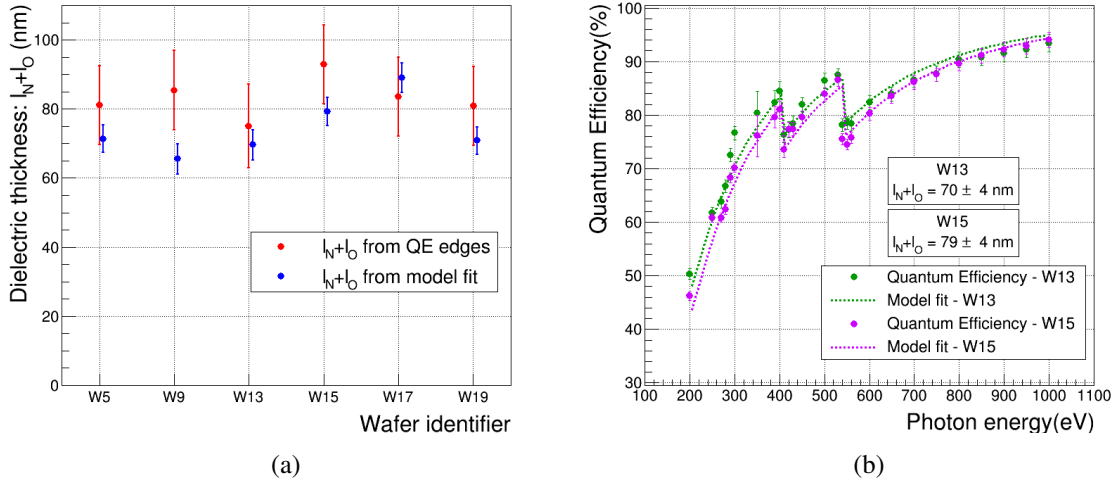 Dielectric thickness: l_N+l_O (nm)
100
80
60
40
20
0
l_N+l_O from QE edges
l_N+l_O from model fit
W5 W9 W13 W15 W17 W19
Wafer identifier
(a)
Quantum Efficiency(%)
100
90
80
70
60
50
40
30
W13
l_N+l_O = 70 ± 4 nm
W15
l_N+l_O = 79 ± 4 nm
Quantum Efficiency - W13
Model fit - W13
Quantum Efficiency - W15
Model fit - W15
100 200 300 400 500 600 700 800 900 1000 1100
Photon energy(eV)
(b)